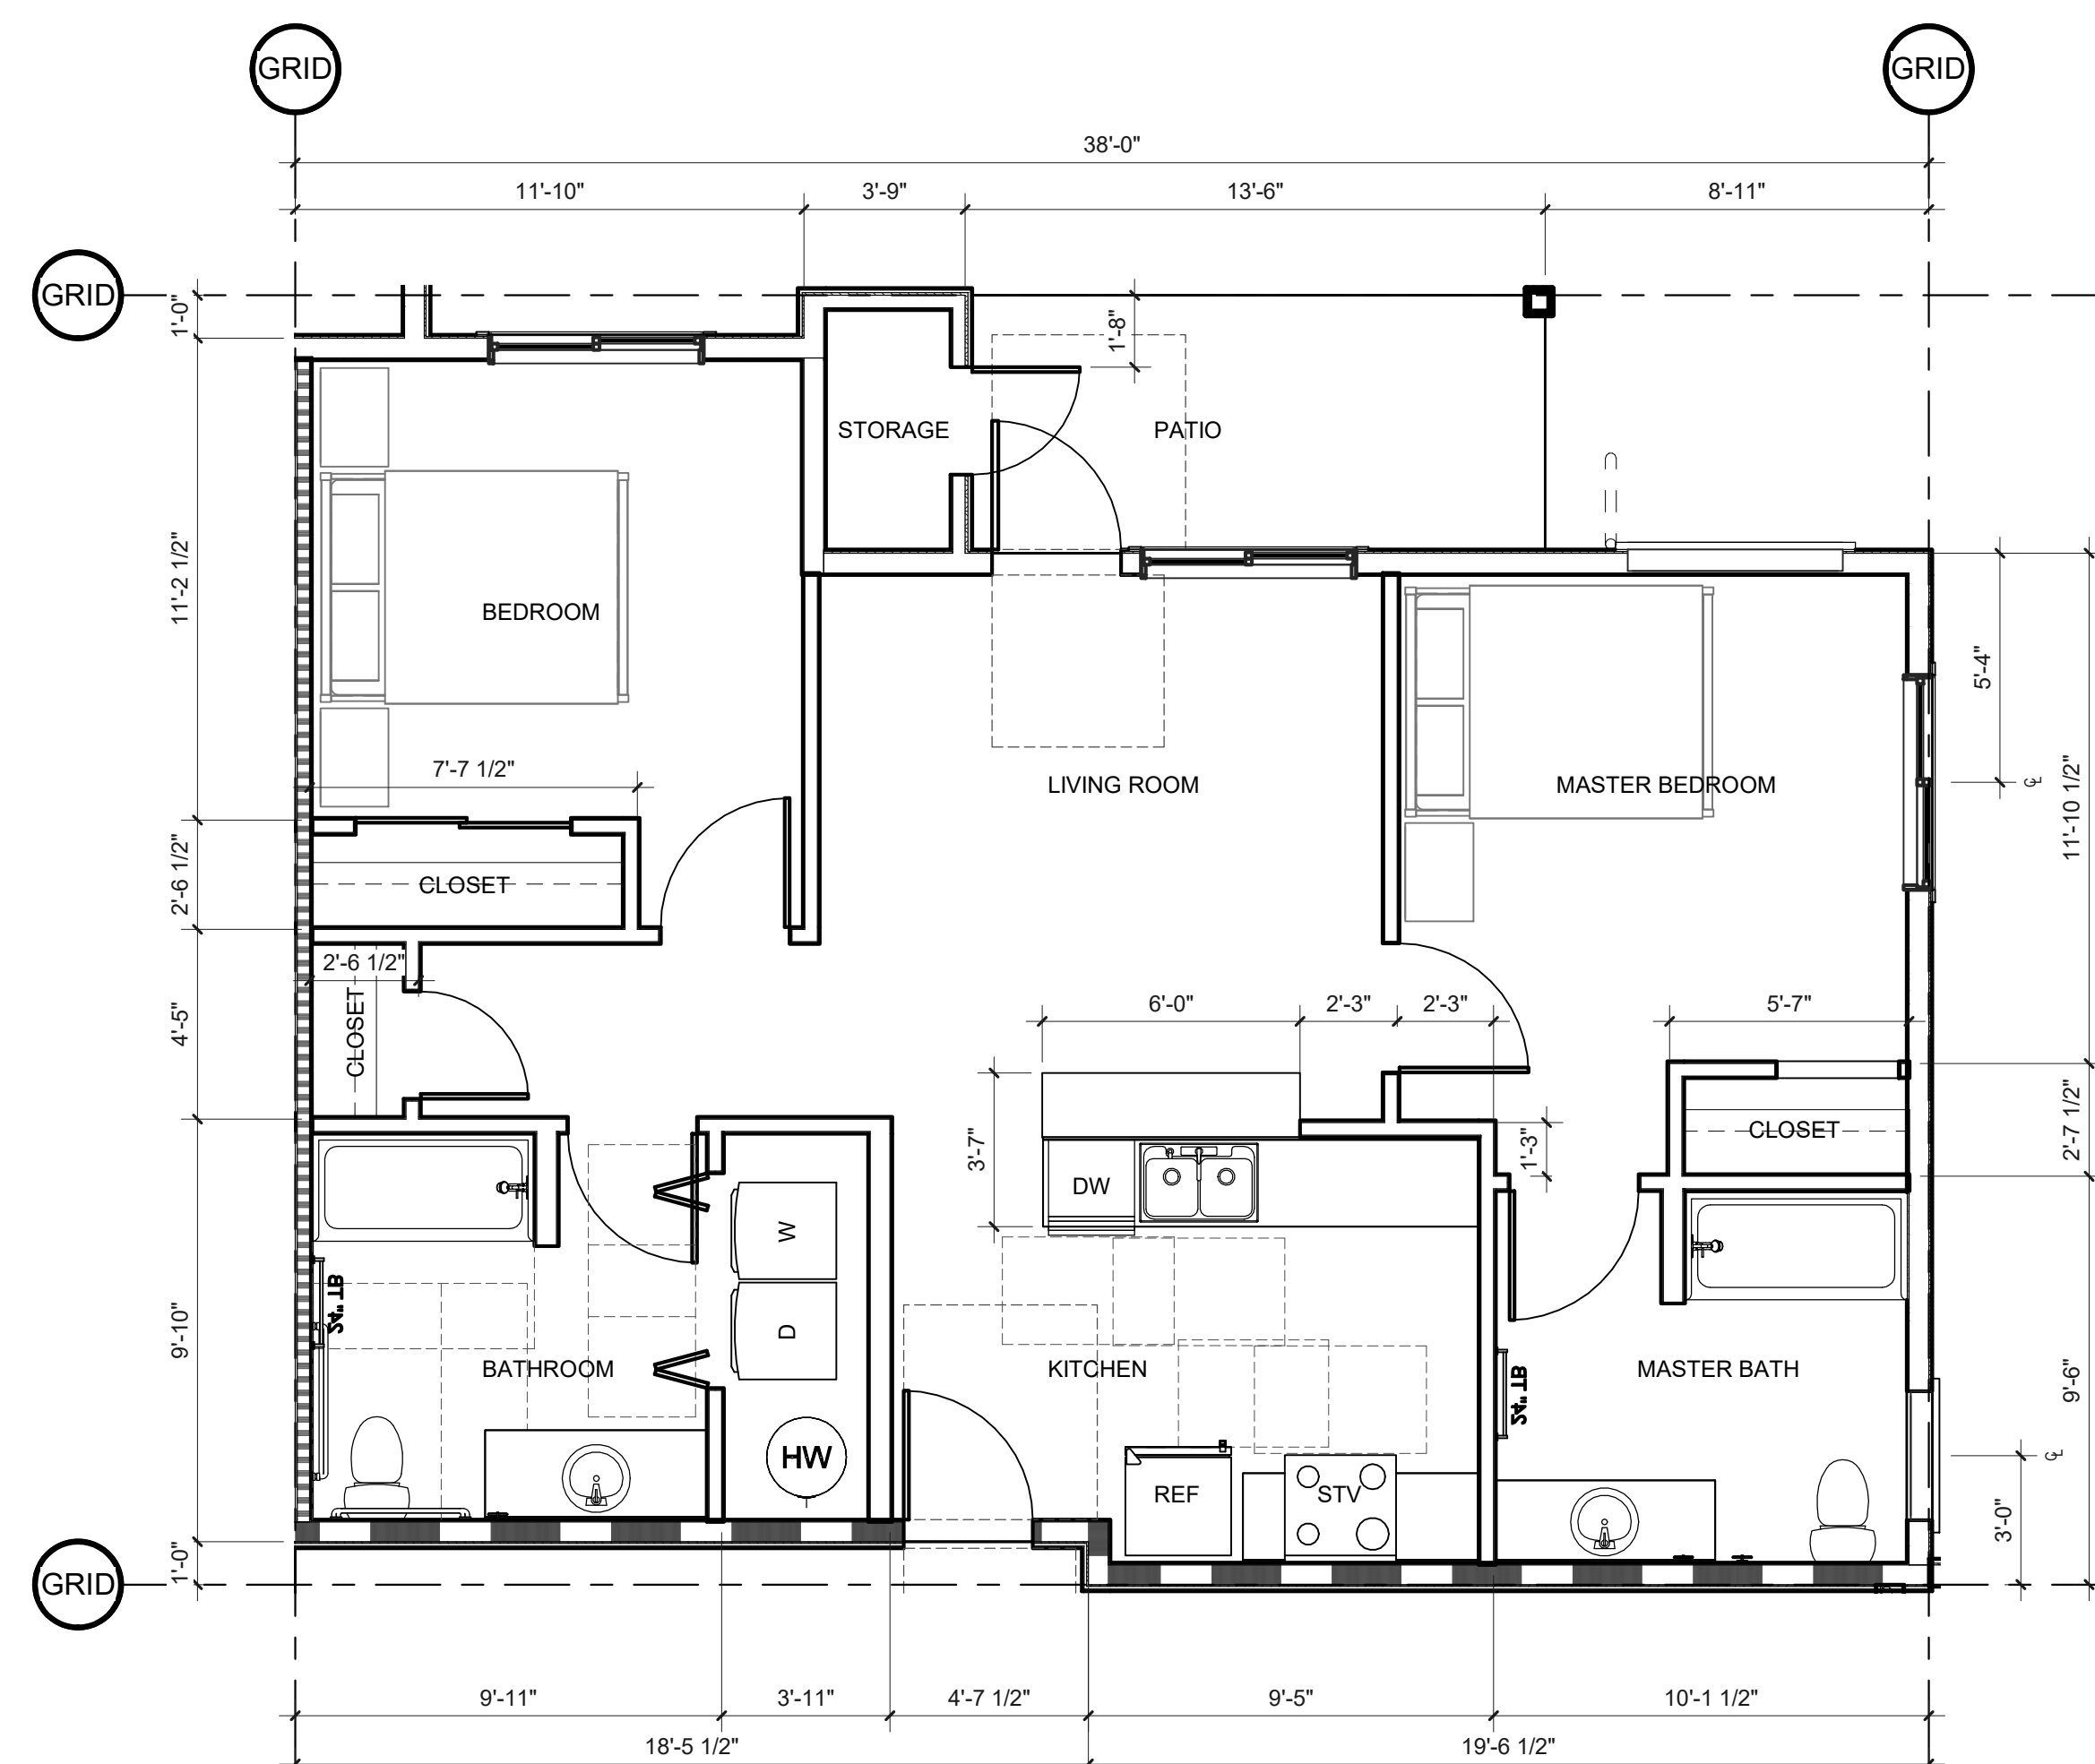 GRID
GRID
38'-0"
11'-10"
3'-9"
13'-6"
8'-11"
GRID
1'-0"
1'-8"
STORAGE
PATIO
11'-2 1/2"
BEDROOM
5'-4"
7'-7 1/2"
LIVING ROOM
MASTER BEDROOM
℄
11'-10 1/2"
2'-6 1/2"
CLOSET
2'-6 1/2"
CLOSET
4'-5"
6'-0"
2'-3"
2'-3"
5'-7"
3'-7"
1'-3"
CLOSET
2'-7 1/2"
DW
W
D
24" TB
9'-10"
BATHROOM
KITCHEN
24" TB
MASTER BATH
9'-6"
HW
REF
STV
℄
3'-0"
1'-0"
GRID
9'-11"
3'-11"
4'-7 1/2"
9'-5"
10'-1 1/2"
18'-5 1/2"
19'-6 1/2"